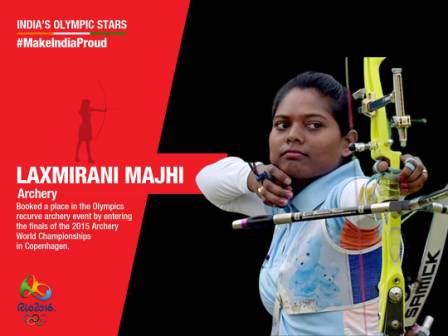 INDIA'S OLYMPIC STARS
#MakeIndiaProud
LAXMIRANI MAJHI
Archery
Booked a place in the Olympics
recurve archery event by entering
the finals of the 2015 Archery
World Championships
in Copenhagen.
Rio2016
SAMICK